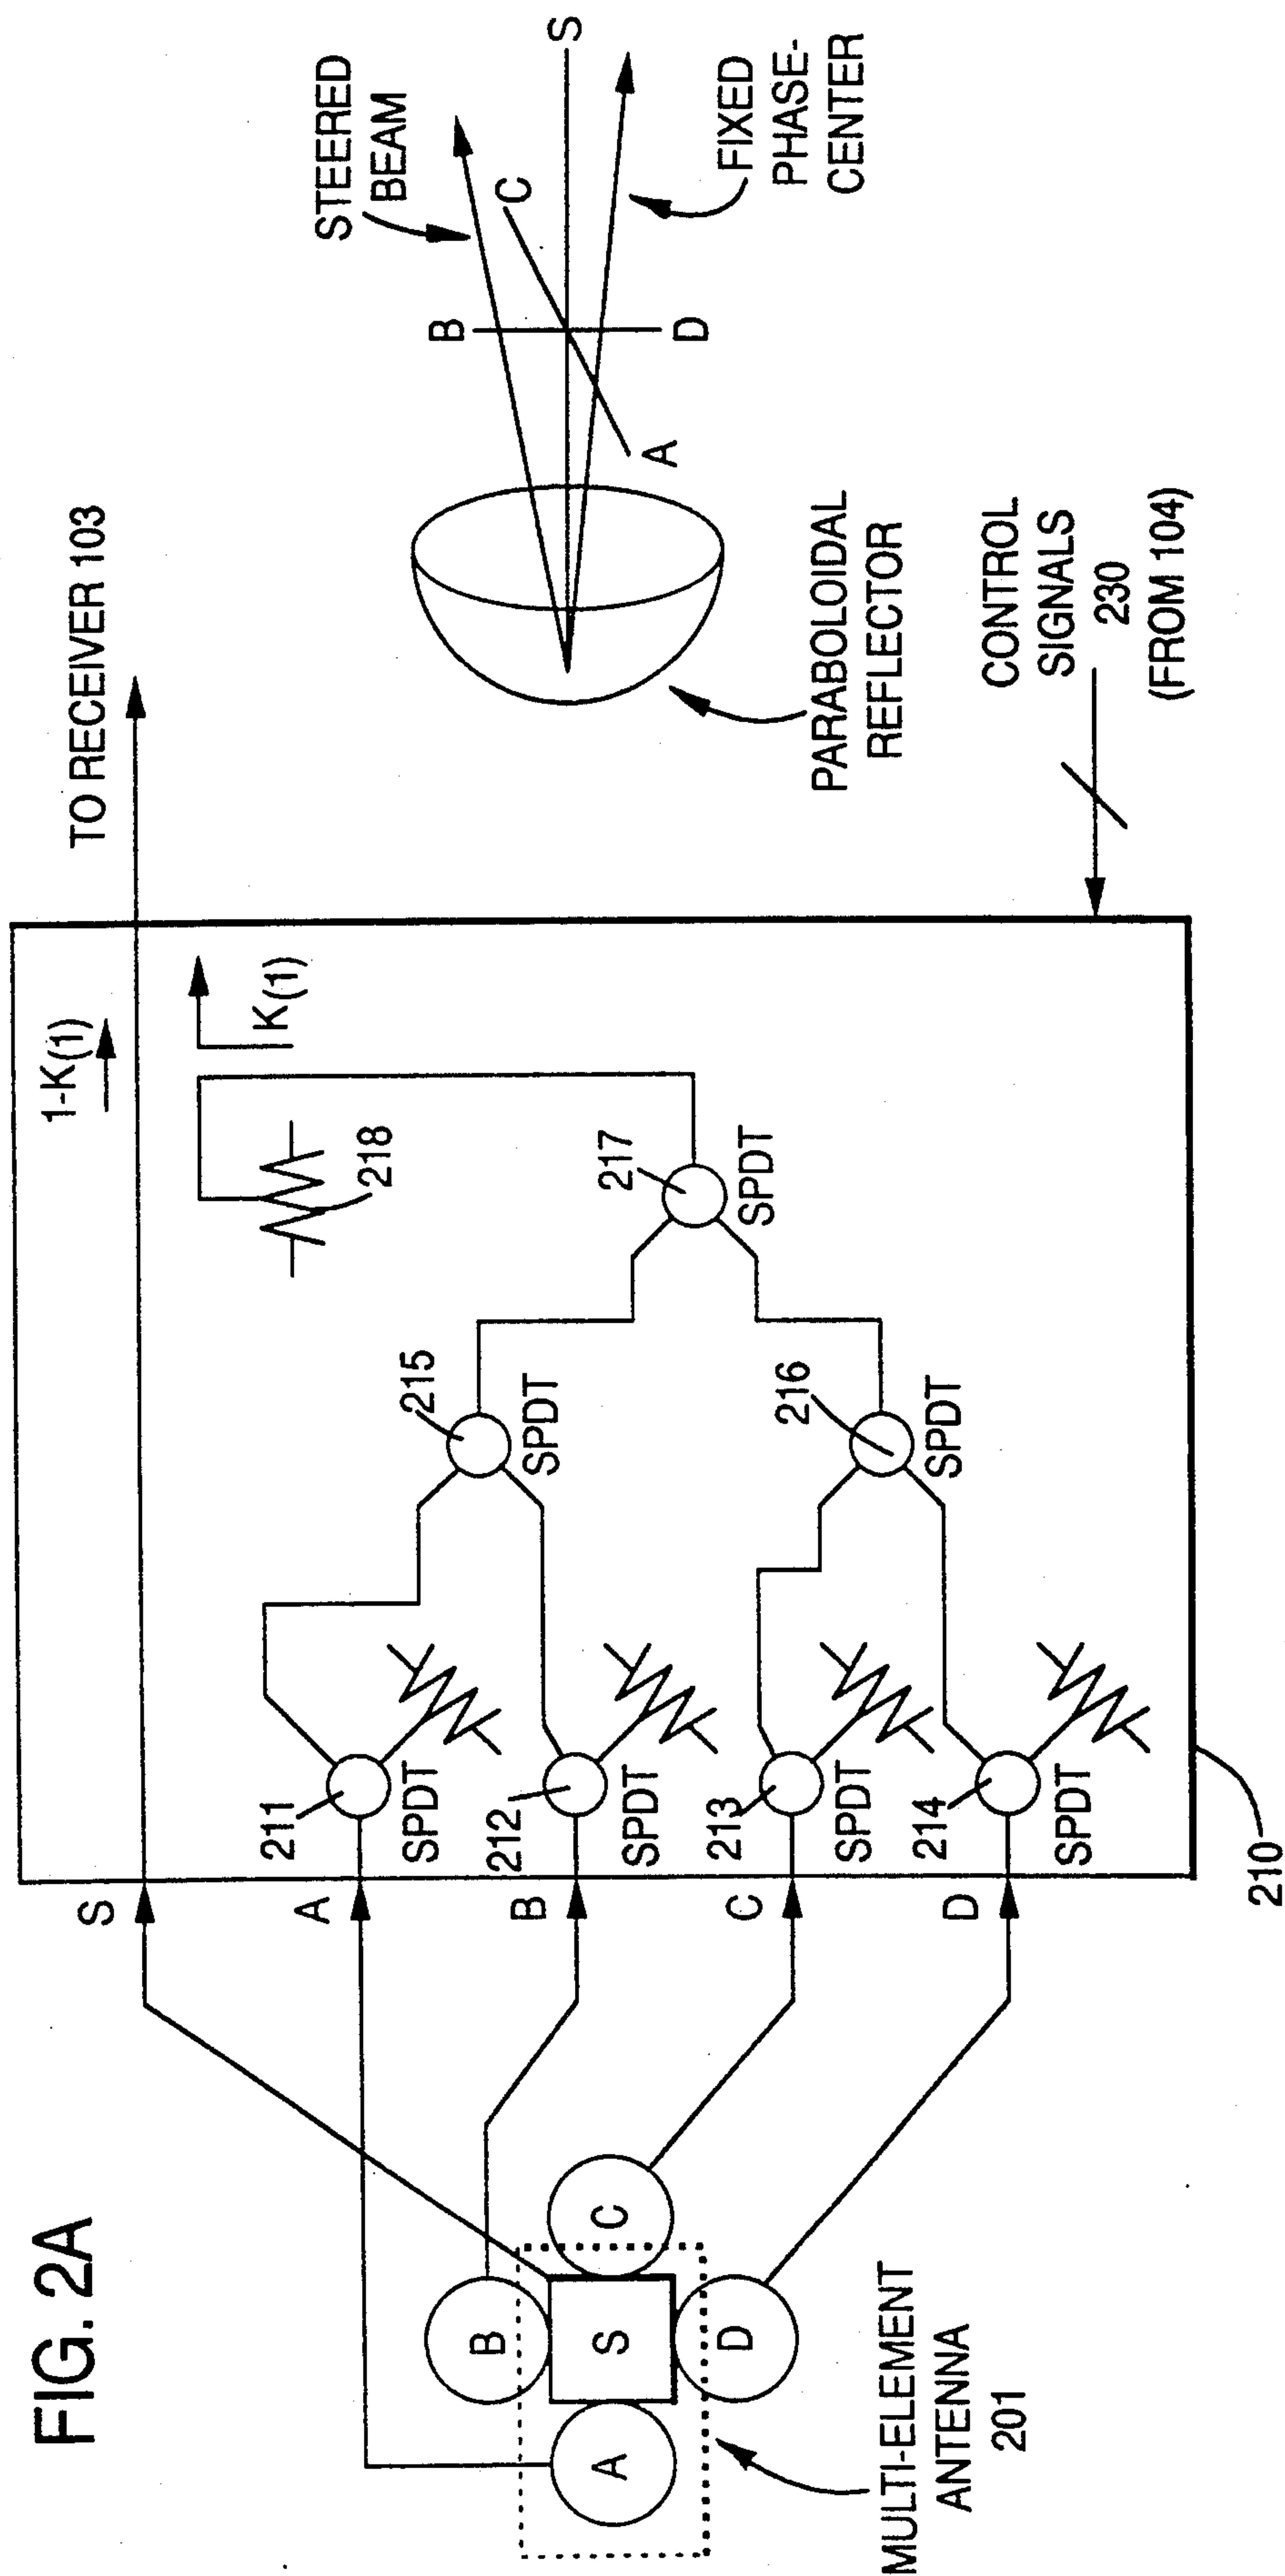 FIG. 2A
S
A
B
C
D
A
B
S
C
D
MULTI-ELEMENT
ANTENNA
201
211
SPDT
212
SPDT
213
SPDT
214
SPDT
215
SPDT
216
SPDT
217
SPDT
218
1-K(1)
K(1)
210
TO RECEIVER 103
CONTROL
SIGNALS
230
(FROM 104)
PARABOLOIDAL
REFLECTOR
STEERED
BEAM
B
C
S
A
D
FIXED
PHASE-
CENTER